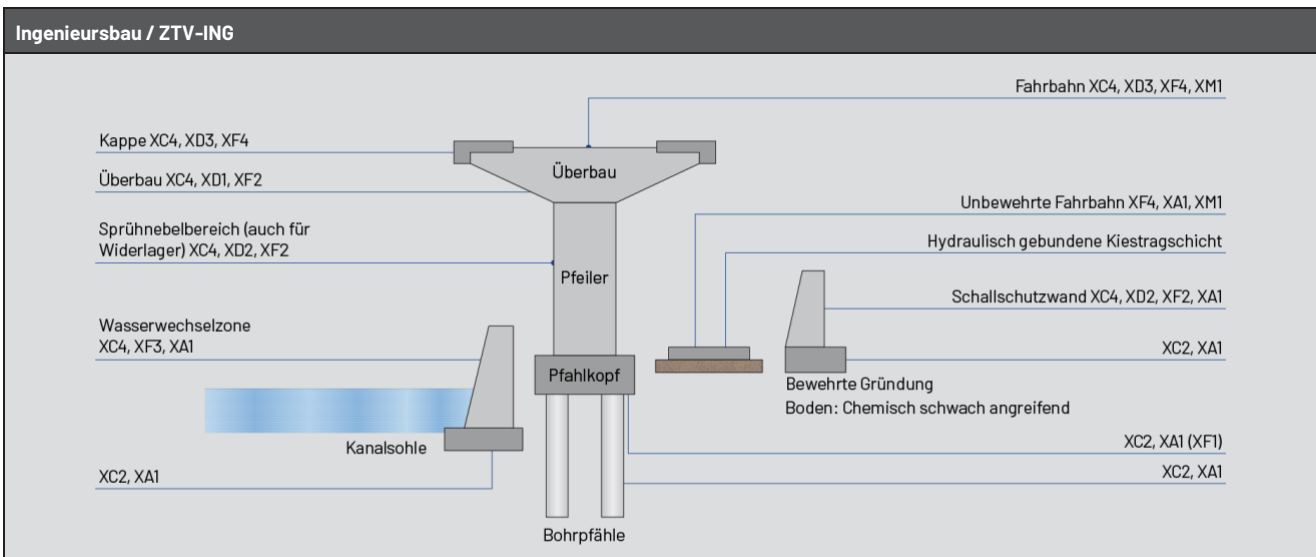 Ingenieursbau / ZTV-ING
Fahrbahn XC4, XD3, XF4, XM1
Kappe XC4, XD3, XF4
Überbau
Überbau XC4, XD1, XF2
Unbewehrte Fahrbahn XF4, XA1, XM1
Sprühnebelbereich (auch für
Widerlager) XC4, XD2, XF2
Hydraulisch gebundene Kiestragschicht
Pfeiler
Schallschutzwand XC4, XD2, XF2, XA1
Wasserwechselzone
XC4, XF3, XA1
XC2, XA1
Pfahlkopf
Bewehrte Gründung
Boden: Chemisch schwach angreifend
Kanalsohle
XC2, XA1 (XF1)
XC2, XA1
XC2, XA1
Bohrpfähle